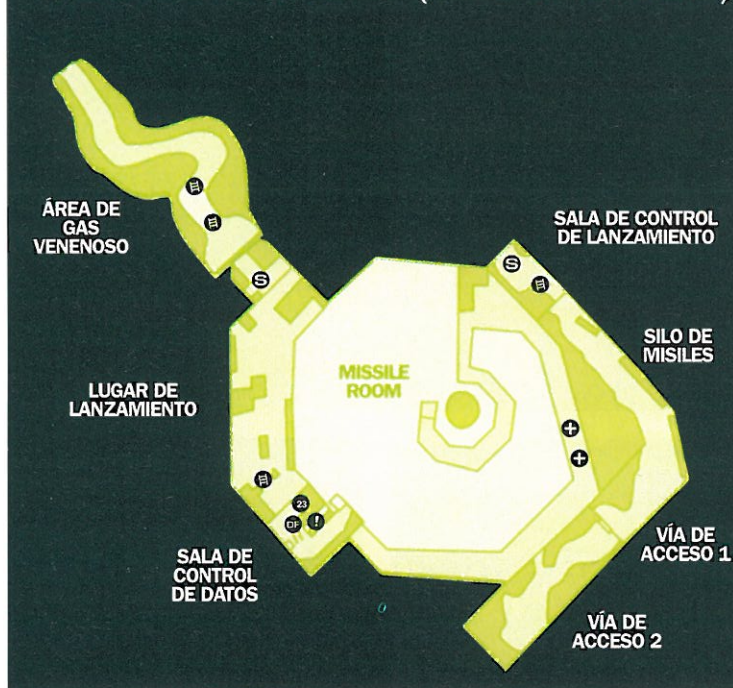 ÁREA DE
GAS
VENENOSO
S
SALA DE CONTROL
DE LANZAMIENTO
S
SILO DE
MISILES
MISSILE
ROOM
LUGAR DE
LANZAMIENTO
23
DF !
SALA DE
CONTROL
DE DATOS
VÍA DE
ACCESO 1
VÍA DE
ACCESO 2